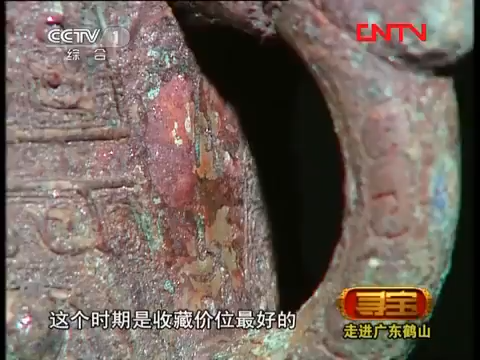 CCTV 1
综合
CNTV
这个时期是收藏价位最好的
寻宝
走进广东鹤山